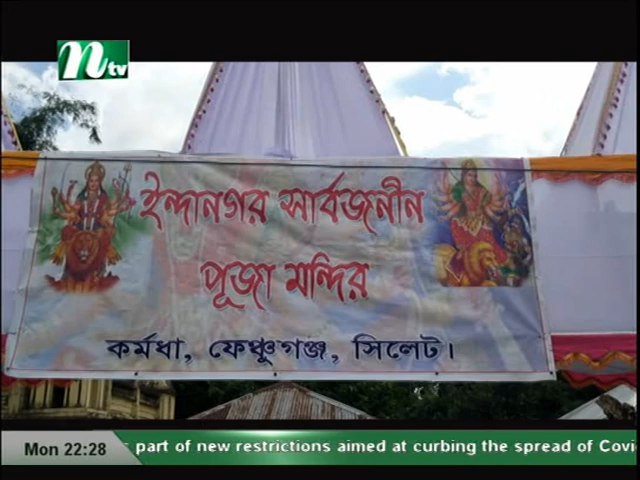 ntv
ইন্দানগর সার্বজনীন
পূজা মন্দির
কর্মধা, ফেঞ্চুগঞ্জ, সিলেট।
Mon 22:28 part of new restrictions aimed at curbing the spread of Covi